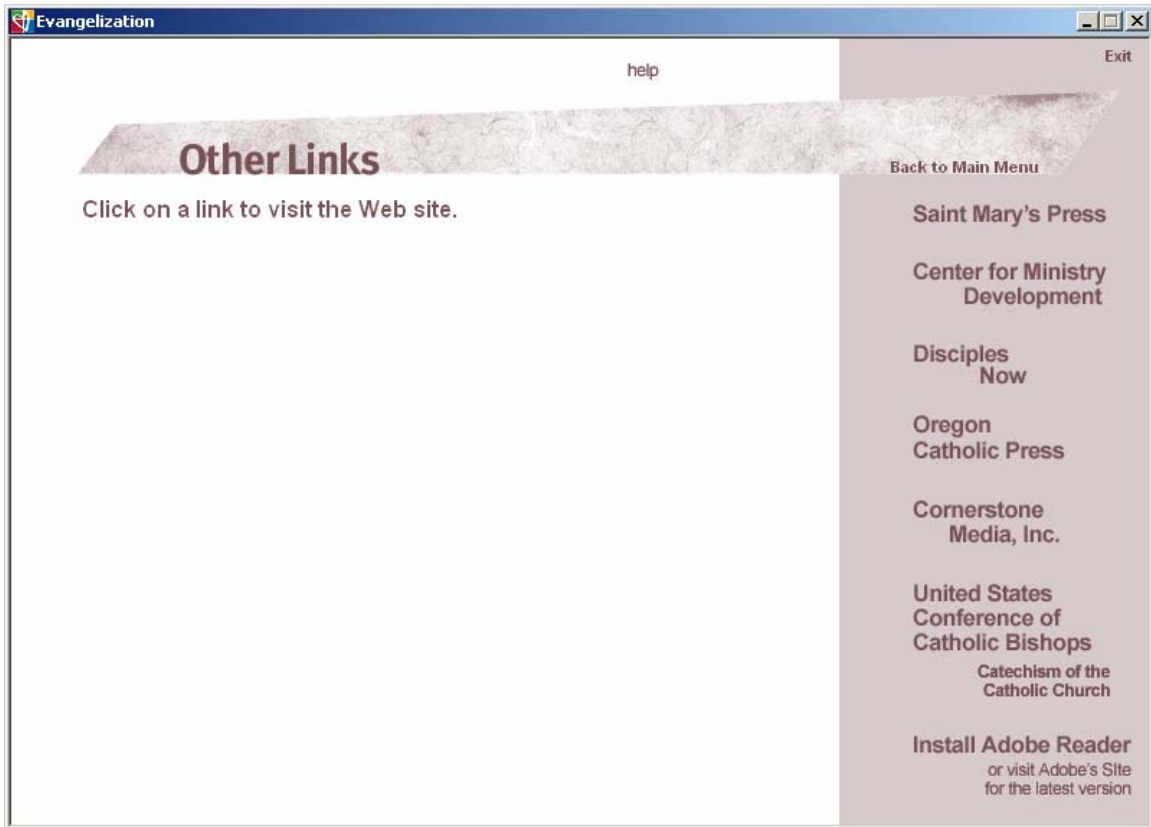 Evangelization
Exit
help
Other Links
Back to Main Menu
Click on a link to visit the Web site.
Saint Mary's Press
Center for Ministry
Development
Disciples
Now
Oregon
Catholic Press
Cornerstone
Media, Inc.
United States
Conference of
Catholic Bishops
Catechism of the
Catholic Church
Install Adobe Reader
or visit Adobe's SIte
for the latest version